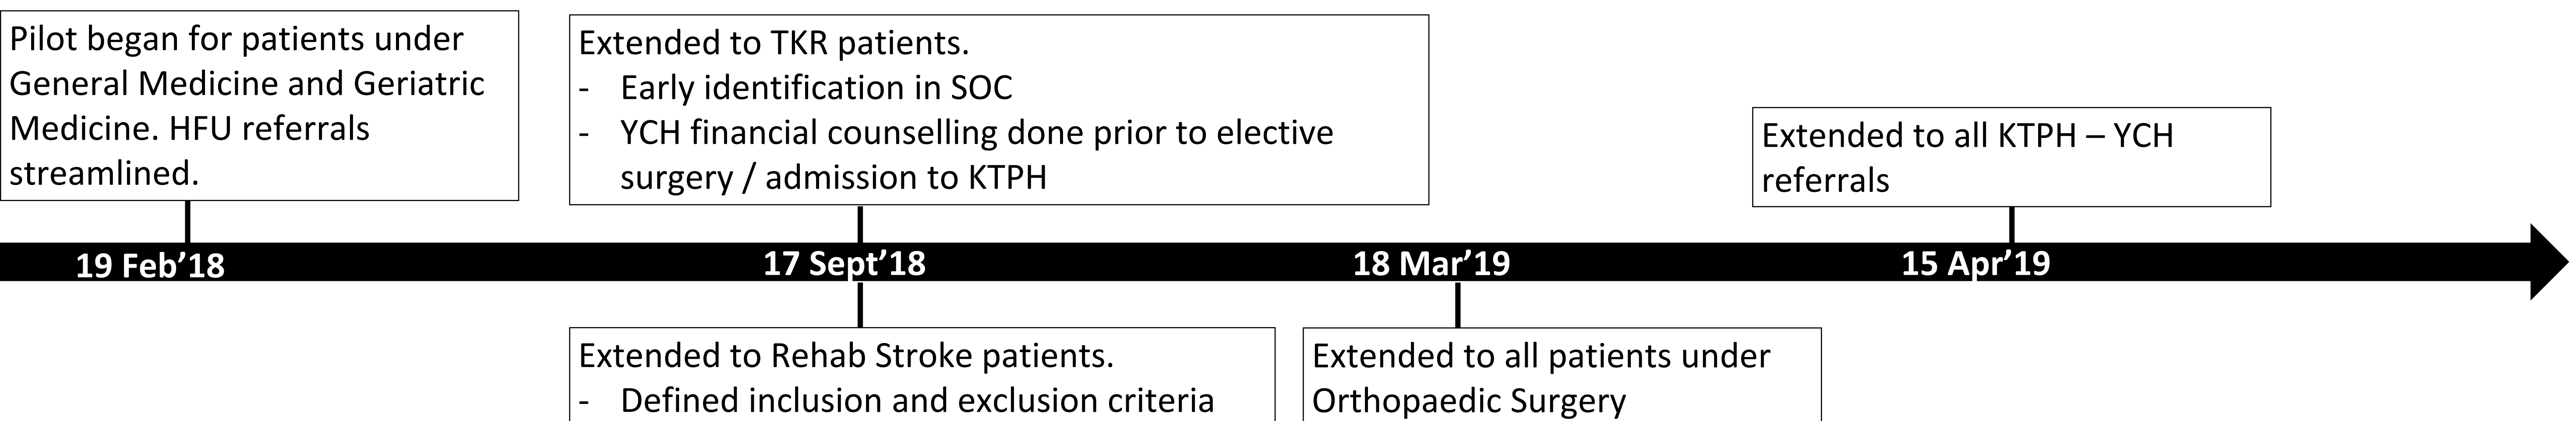 Pilot began for patients under
General Medicine and Geriatric
Medicine. HFU referrals
streamlined.
Extended to TKR patients.
- Early identification in SOC
- YCH financial counselling done prior to elective
surgery / admission to KTPH
Extended to all KTPH – YCH
referrals
19 Feb’18
17 Sept’18
18 Mar’19
15 Apr’19
Extended to Rehab Stroke patients.
- Defined inclusion and exclusion criteria
Extended to all patients under
Orthopaedic Surgery